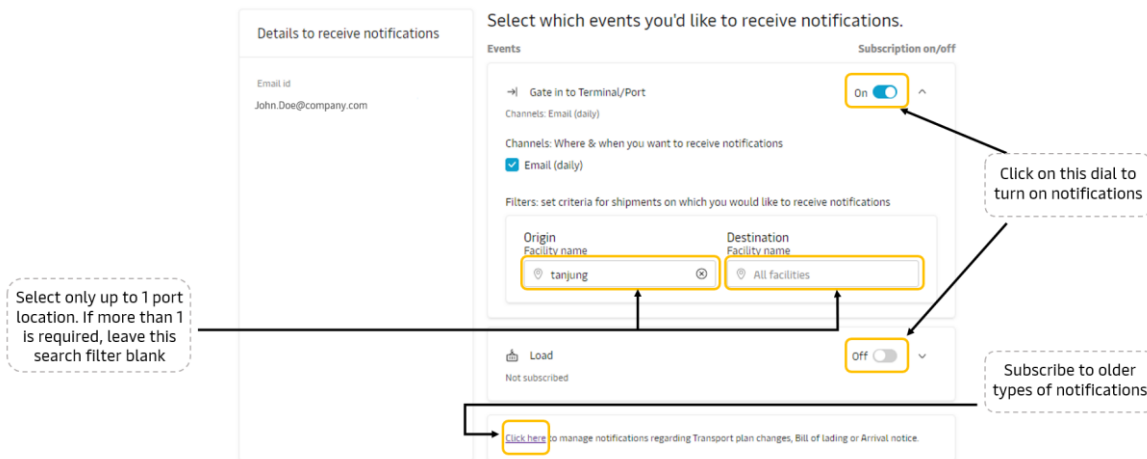 Details to receive notifications
Email id
John.Doe@company.com
Select which events you'd like to receive notifications.
Events
Subscription on/off
Gate in to Terminal/Port
On
Channels: Email (daily)
Channels: Where & when you want to receive notifications
Email (daily)
Filters: set criteria for shipments on which you would like to receive notifications
Origin
Facility name
tanjung
Destination
Facility name
All facilities
Load
Off
Not subscribed
Click here to manage notifications regarding Transport plan changes, Bill of lading or Arrival notice.
Select only up to 1 port
location. If more than 1
is required, leave this
search filter blank
Click on this dial to
turn on notifications
Subscribe to older
types of notifications